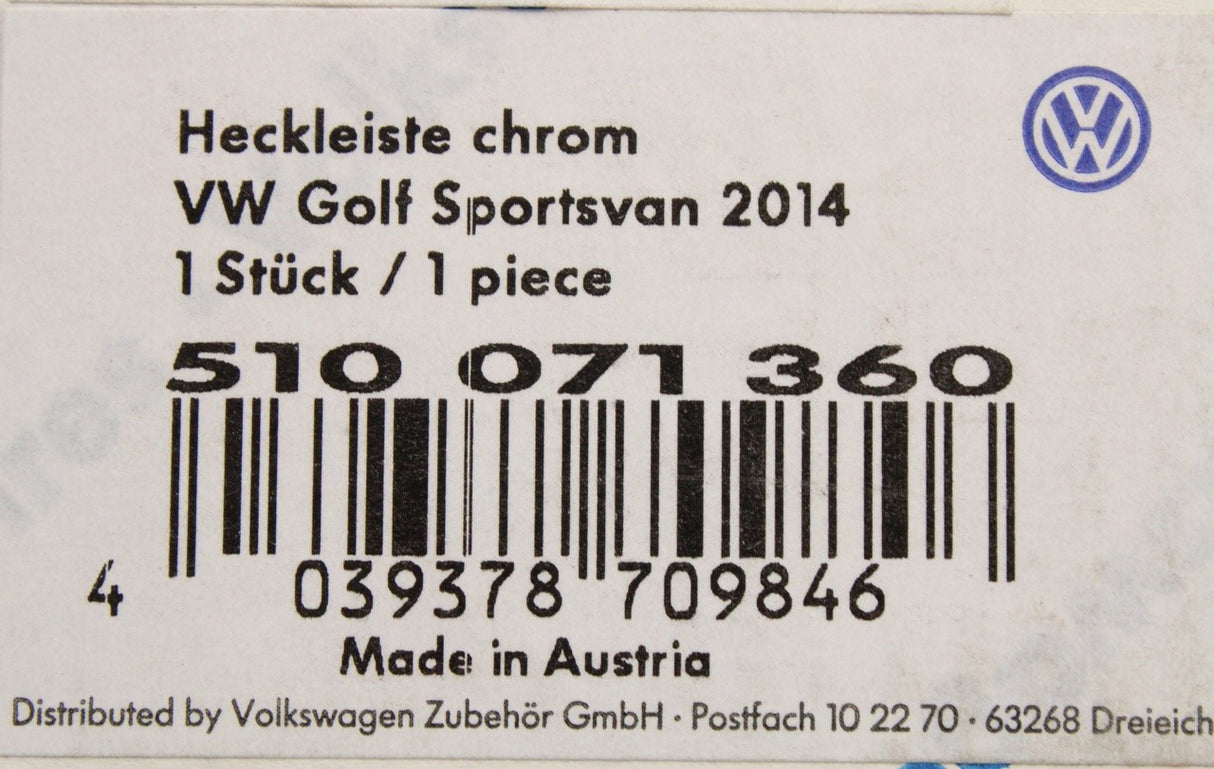 Heckleiste chrom
VW Golf Sportsvan 2014
1 Stück / 1 piece
510 071 360
4 039378 709846
Made in Austria
Distributed by Volkswagen Zubehör GmbH · Postfach 10 22 70 · 63268 Dreieich